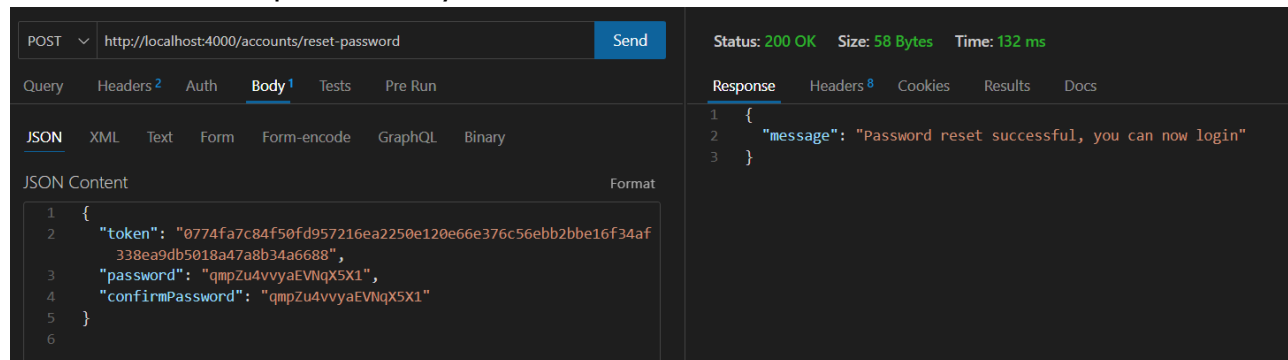 POST http://localhost:4000/accounts/reset-password Send
Query Headers 2 Auth Body 1 Tests Pre Run
JSON XML Text Form Form-encode GraphQL Binary
JSON Content Format
1 {
2 "token": "0774fa7c84f50fd957216ea2250e120e66e376c56ebb2bbe16f34af
338ea9db5018a47a8b34a6688",
3 "password": "qmpZu4vvyaEVNqX5X1",
4 "confirmPassword": "qmpZu4vvyaEVNqX5X1"
5 }
6
Status: 200 OK Size: 58 Bytes Time: 132 ms
Response Headers 8 Cookies Results Docs
1 {
2 "message": "Password reset successful, you can now login"
3 }